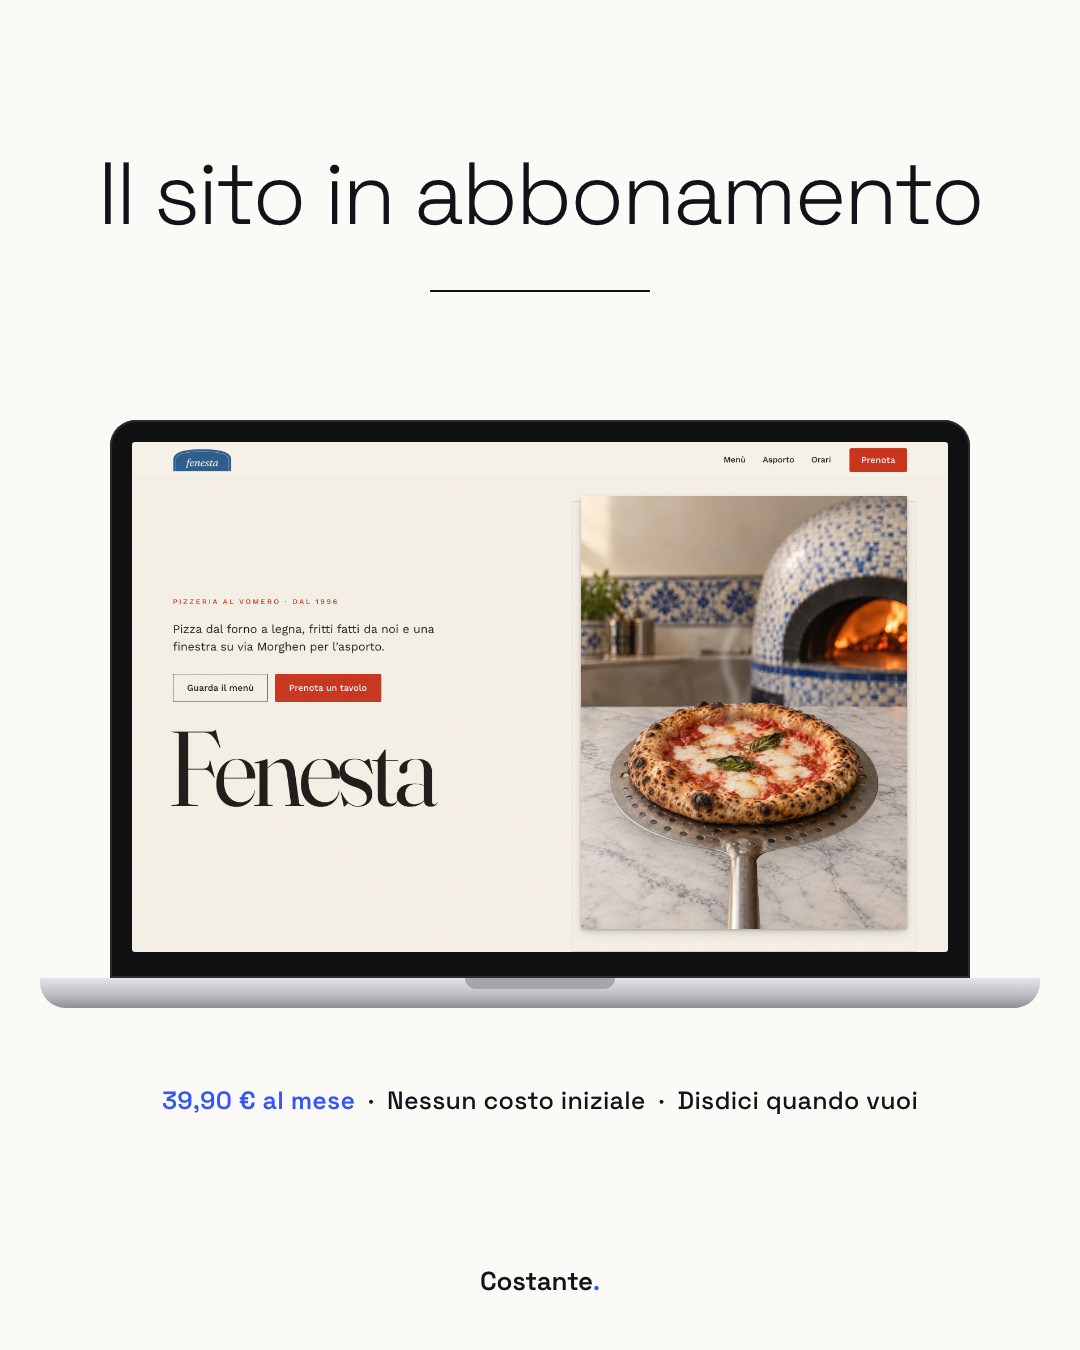 Il sito in abbonamento
fenesta
Menù Asporto Orari Prenota
PIZZERIA AL VOMERO · DAL 1996
Pizza dal forno a legna, fritti fatti da noi e una
finestra su via Morghen per l'asporto.
Guarda il menù Prenota un tavolo
Fenesta
39,90 € al mese · Nessun costo iniziale · Disdici quando vuoi
Costante.